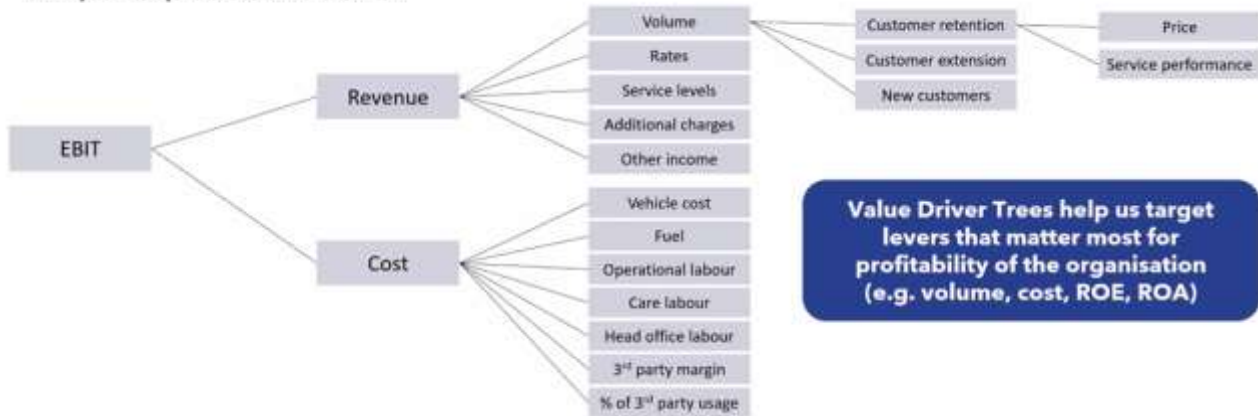 Volume
Customer retention
Price
Rates
Customer extension
Service performance
Revenue
Service levels
New customers
Additional charges
EBIT
Other income
Vehicle cost
Fuel
Cost
Operational labour
Care labour
Head office labour
3rd party margin
% of 3rd party usage
Value Driver Trees help us target
levers that matter most for
profitability of the organisation
(e.g. volume, cost, ROE, ROA)